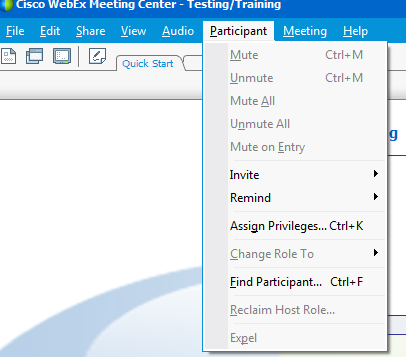 Cisco WebEx Meeting Center - Testing/Training
File Edit Share View Audio Participant Meeting Help
Quick Start
Mute Ctrl+M
Unmute Ctrl+M
Mute All
Unmute All
Mute on Entry
Invite
Remind
Assign Privileges... Ctrl+K
Change Role To
Find Participant... Ctrl+F
Reclaim Host Role...
Expel
g